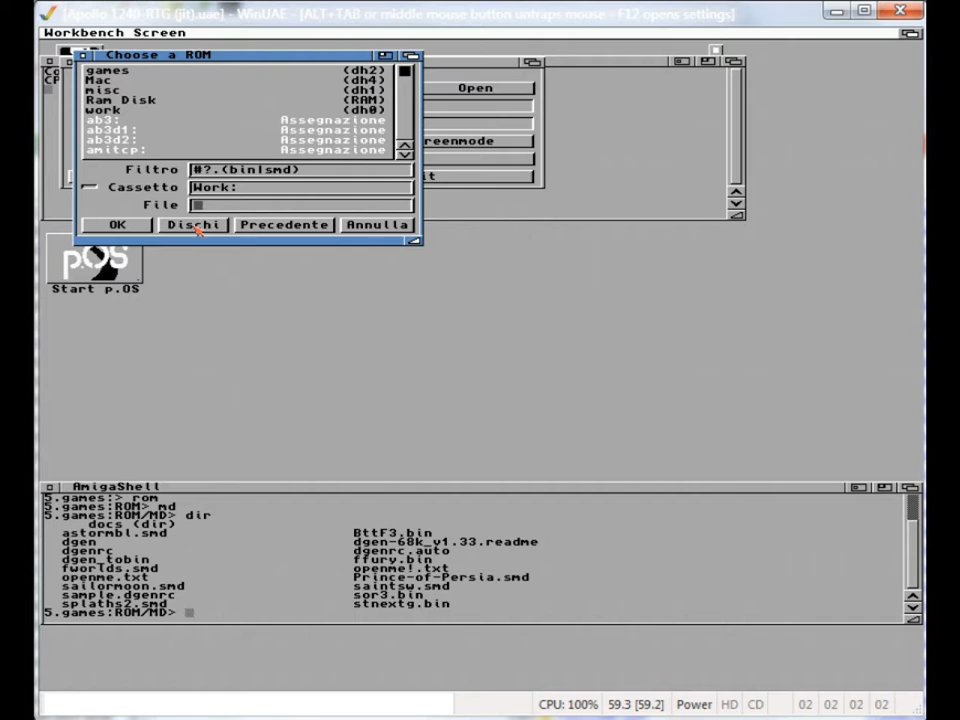 [Apollo 1240-RTG (jit).uae] - WinUAE - [ALT+TAB or middle mouse button untraps mouse - F12 opens settings]
Workbench Screen
Choose a ROM
games (dh2)
Mac (dh4)
misc (dh1)
Ram Disk (RAM)
work (dh0)
ab3: Assegnazione
ab3d1: Assegnazione
ab3d2: Assegnazione
amitcp: Assegnazione
Filtro #?.(bin|smd)
Cassetto Work:
File
OK Dischi Precedente Annulla
Co
CP
Open
reenmode
it
p.OS
Start p.OS
AmigaShell
5.games:> rom
5.games:ROM> md
5.games:ROM/MD> dir
docs (dir)
astormbl.smd BttF3.bin
dgen dgen-68k_v1.33.readme
dgenrc dgenrc.auto
dgen_tobin ffury.bin
fworlds.smd openme!.txt
openme.txt Prince-of-Persia.smd
sailormoon.smd saintsw.smd
sample.dgenrc sor3.bin
splaths2.smd stnextg.bin
5.games:ROM/MD>
CPU: 100% 59.3 [59.2] Power HD CD 02 02 02 02